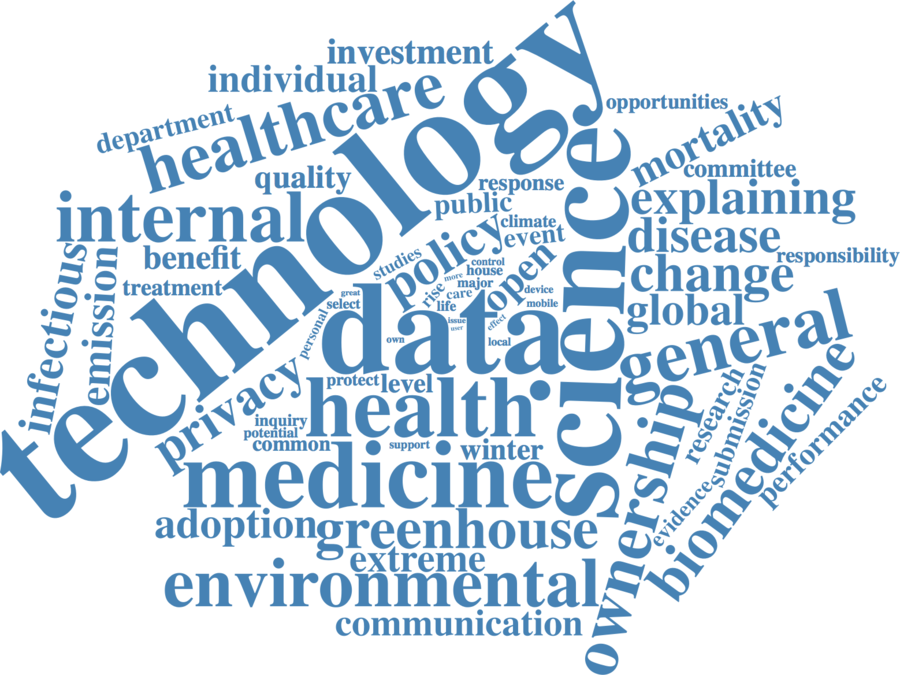 investment
individual
technology
healthcare
department
opportunities
mortality
committee
quality
response
explaining
public
internal
science
climate
policy
event
disease
benefit
studies
control
responsibility
house
open
change
more
infectious
emission
treatment
major
rise
care
device
great
select
mobile
life
global
data
issue
user
effect
general
personal
own
local
privacy
protect
level
health
research
submission
biomedicine
performance
inquiry
potential
common
support
winter
ownership
medicine
evidence
adoption
greenhouse
extreme
environmental
communication